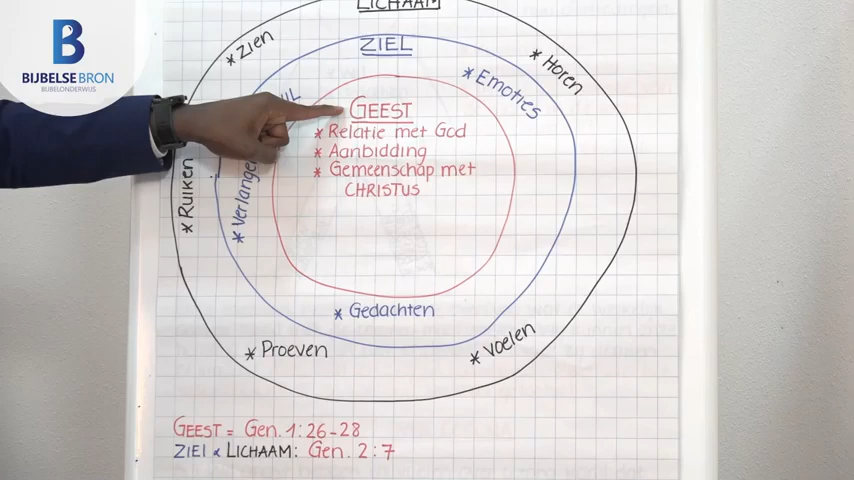 BIJBELSE BRON
BIJBELONDERWIJS
LICHAAM
* Zien
ZIEL
* Horen
* Emoties
GEEST
* Relatie met God
* Aanbidding
* Gemeenschap met
CHRISTUS
* Ruiken
* Gedachten
* Proeven
* Voelen
GEEST = Gen. 1:26-28
ZIEl & LICHAAM: Gen. 2:7